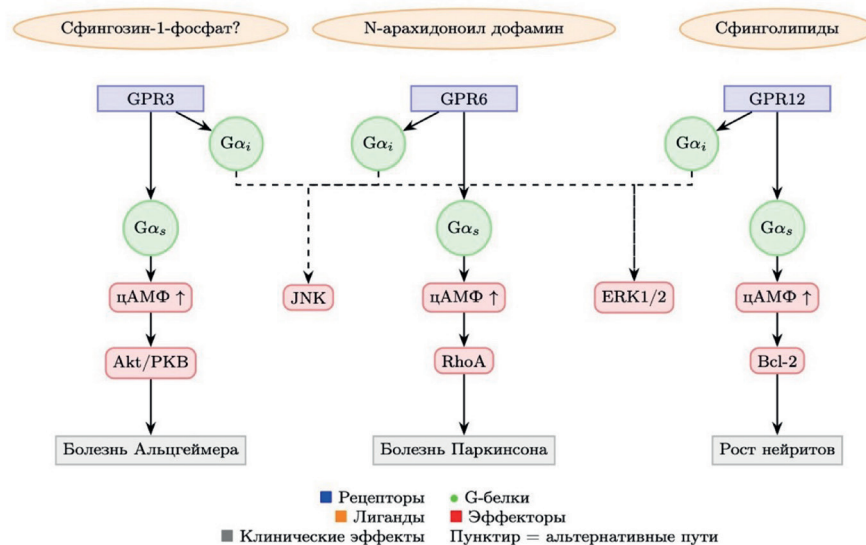 Сфингозин-1-фосфат?
N-арахидоноил дофамин
Сфинголипиды
GPR3
GPR6
GPR12
Gαᵢ
Gαᵢ
Gαᵢ
Gαₛ
Gαₛ
Gαₛ
цАМФ ↑
JNK
цАМФ ↑
ERK1/2
цАМФ ↑
Akt/PKB
RhoA
Bcl-2
Болезнь Альцгеймера
Болезнь Паркинсона
Рост нейритов
Рецепторы
G-белки
Лиганды
Эффекторы
Клинические эффекты
Пунктир = альтернативные пути